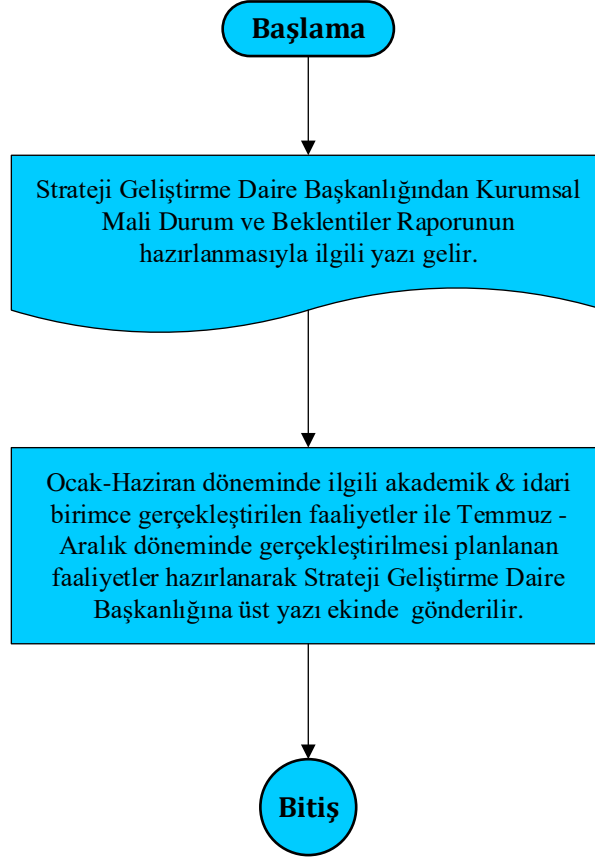 Başlama
Strateji Geliştirme Daire Başkanlığından Kurumsal
Mali Durum ve Beklentiler Raporunun
hazırlanmasıyla ilgili yazı gelir.
Ocak-Haziran döneminde ilgili akademik & idari
birimce gerçekleştirilen faaliyetler ile Temmuz -
Aralık döneminde gerçekleştirilmesi planlanan
faaliyetler hazırlanarak Strateji Geliştirme Daire
Başkanlığına üst yazı ekinde  gönderilir.
Bitiş